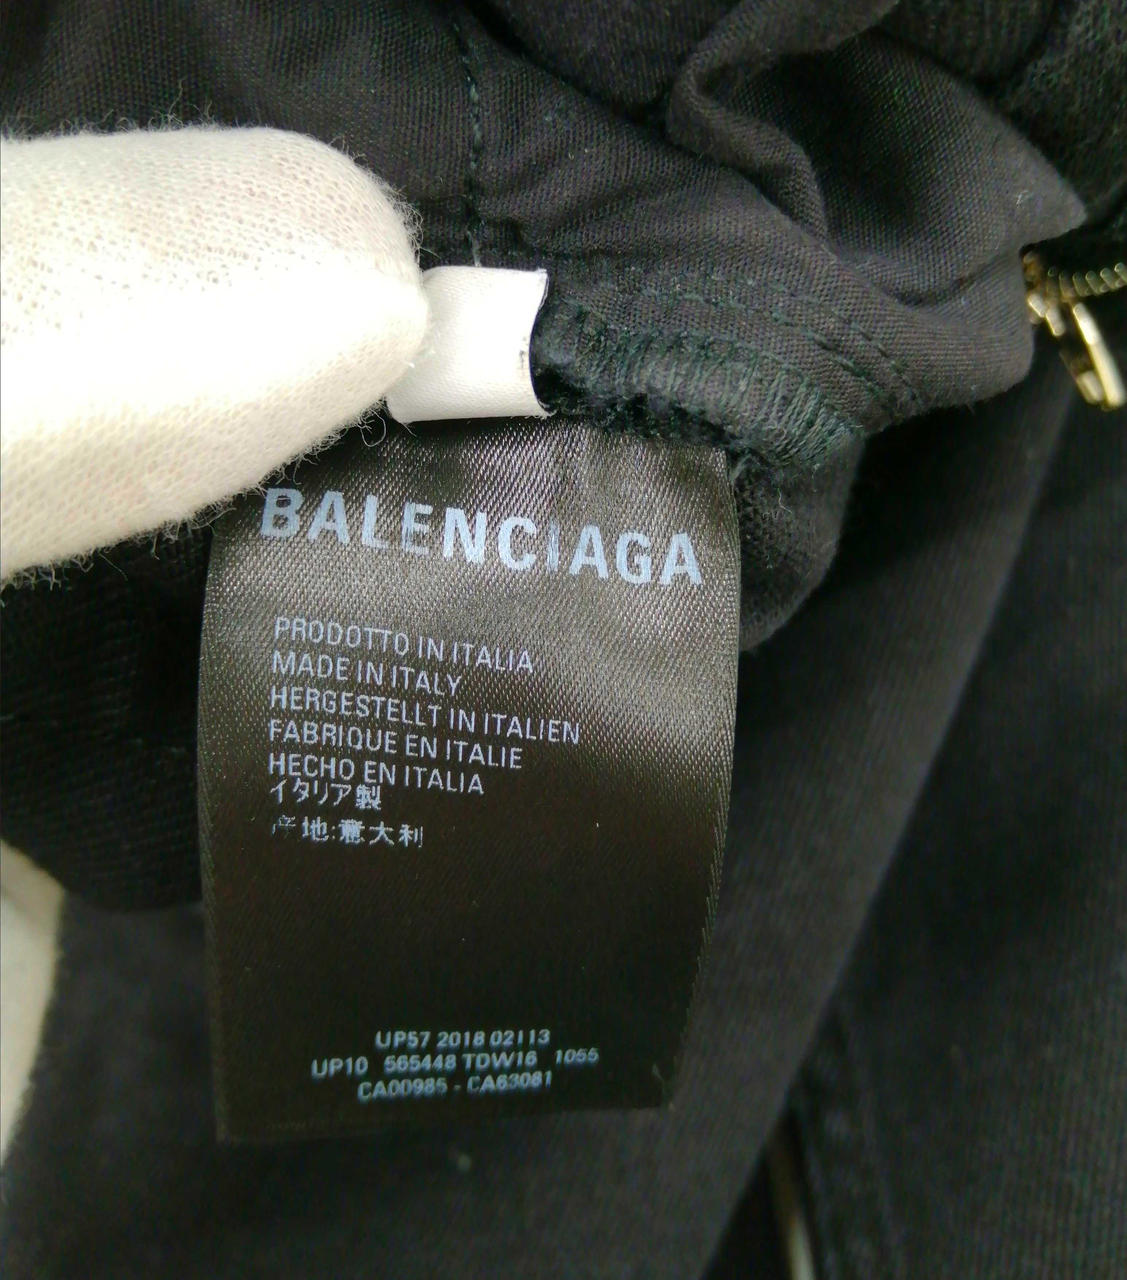 BALENCIAGA
PRODOTTO IN ITALIA
MADE IN ITALY
HERGESTELLT IN ITALIEN
FABRIQUE EN ITALIE
HECHO EN ITALIA
イタリア製
产地:意大利
UP57 2018 02113
UP10 565448 TDW16 1055
CA00985 - CA63081